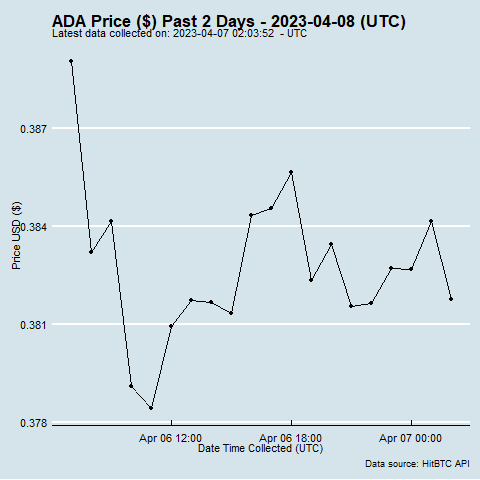 ADA Price ($) Past 2 Days - 2023-04-08 (UTC)
Latest data collected on: 2023-04-07 02:03:52  - UTC
0.387
0.384
0.381
0.378
Price USD ($)
Apr 06 12:00
Apr 06 18:00
Apr 07 00:00
Date Time Collected (UTC)
Data source: HitBTC API